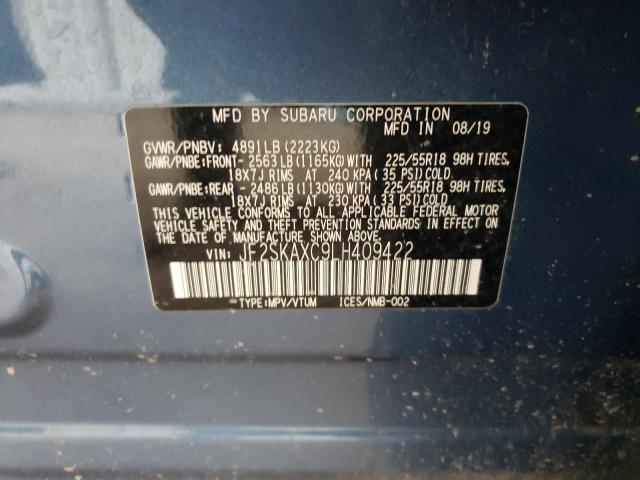 MFD BY SUBARU CORPORATION
MFD IN 08/19
GVWR/PNBV: 4891LB (2223KG)
GAWR/PNBE:FRONT- 2563LB(1165KG)WITH 225/55R18 98H TIRES,
18X7J RIMS AT 240 KPA(35 PSI)COLD.
GAWR/PNBE:REAR - 2486LB(1130KG)WITH 225/55R18 98H TIRES,
18X7J RIMS AT 230 KPA(33 PSI)COLD.
THIS VEHICLE CONFORMS TO ALL APPLICABLE FEDERAL MOTOR
VEHICLE SAFETY AND THEFT PREVENTION STANDARDS IN EFFECT ON
THE DATE OF MANUFACTURE SHOWN ABOVE.
VIN: JF2SKAXC9LH409422
TYPE:MPV/VTUM ICES/NMB-002